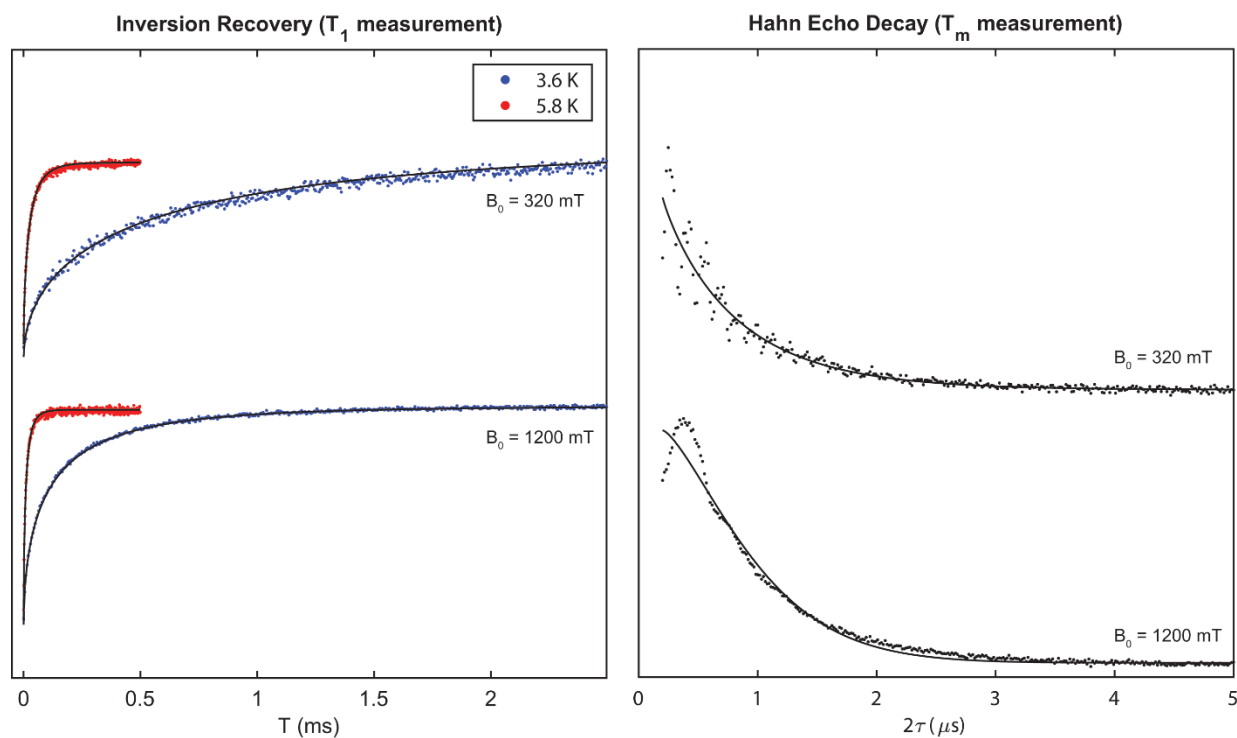 Inversion Recovery (T₁ measurement)
3.6 K
5.8 K
B₀ = 320 mT
B₀ = 1200 mT
0 0.5 1 1.5 2
T (ms)
Hahn Echo Decay (Tₘ measurement)
B₀ = 320 mT
B₀ = 1200 mT
0 1 2 3 4 5
2τ (μs)